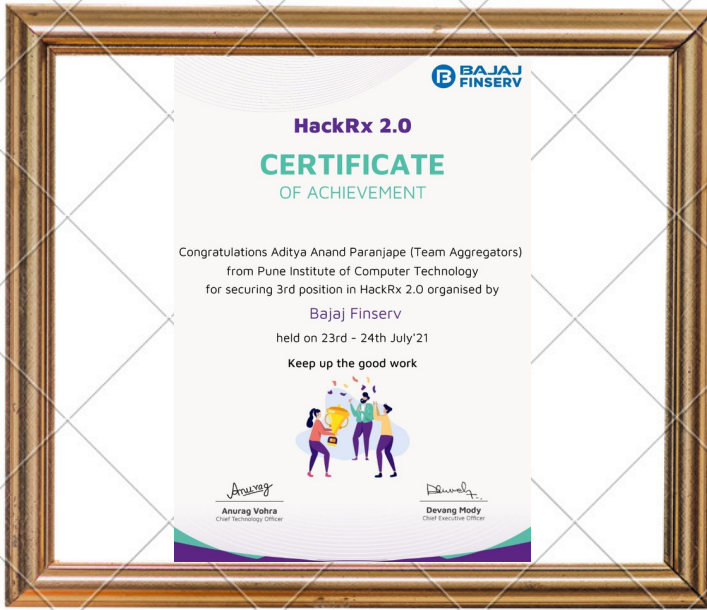 BAJAJ
FINSERV
HackRx 2.0
CERTIFICATE
OF ACHIEVEMENT
Congratulations Aditya Anand Paranjape (Team Aggregators)
from Pune Institute of Computer Technology
for securing 3rd position in HackRx 2.0 organised by
Bajaj Finserv
held on 23rd - 24th July'21
Keep up the good work
Anurag
Anurag Vohra
Chief Technology Officer
Devang Mody
Chief Executive Officer